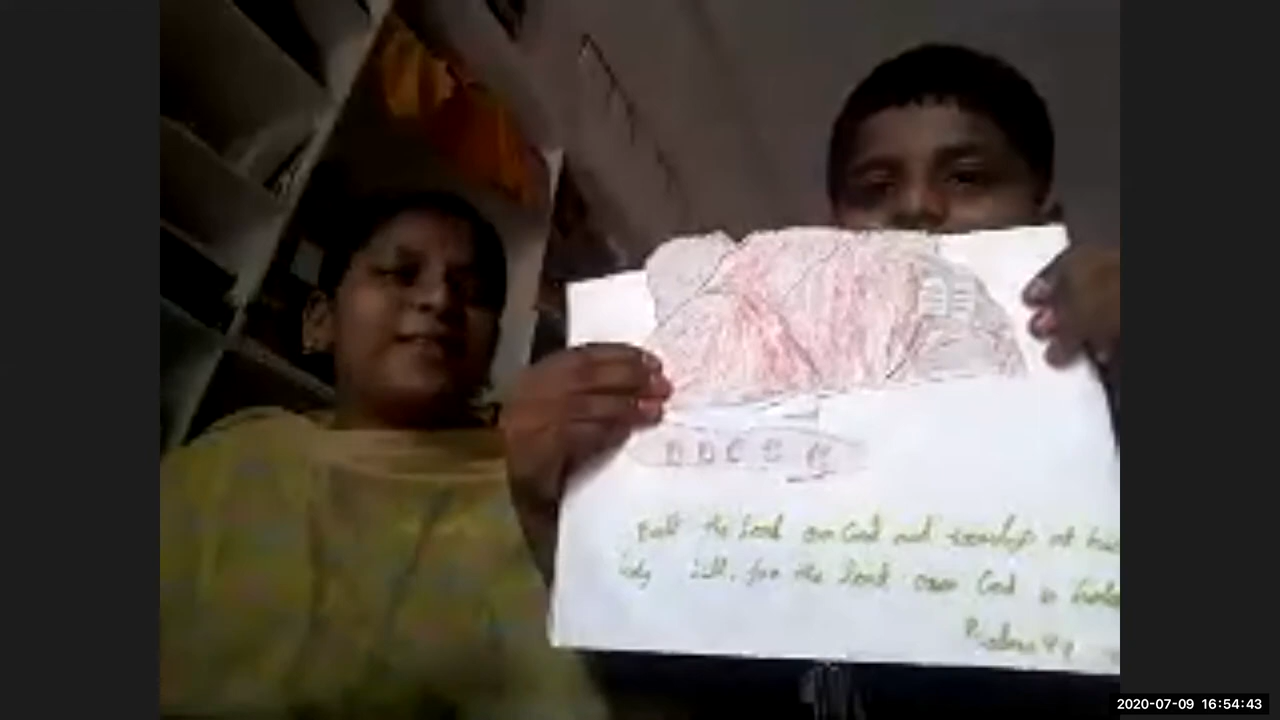 Exalt the Lord our God and worship at his
holy hill, for the Lord our God is
Psalms 99
2020-07-09 16:54:43